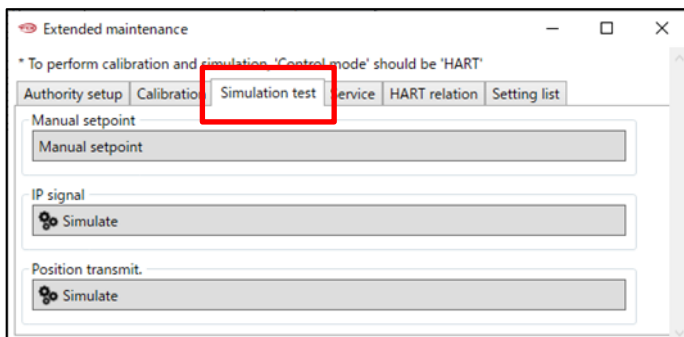 Extended maintenance
* To perform calibration and simulation, 'Control mode' should be 'HART'
Authority setup Calibration Simulation test Service HART relation Setting list
Manual setpoint
Manual setpoint
IP signal
Simulate
Position transmit.
Simulate